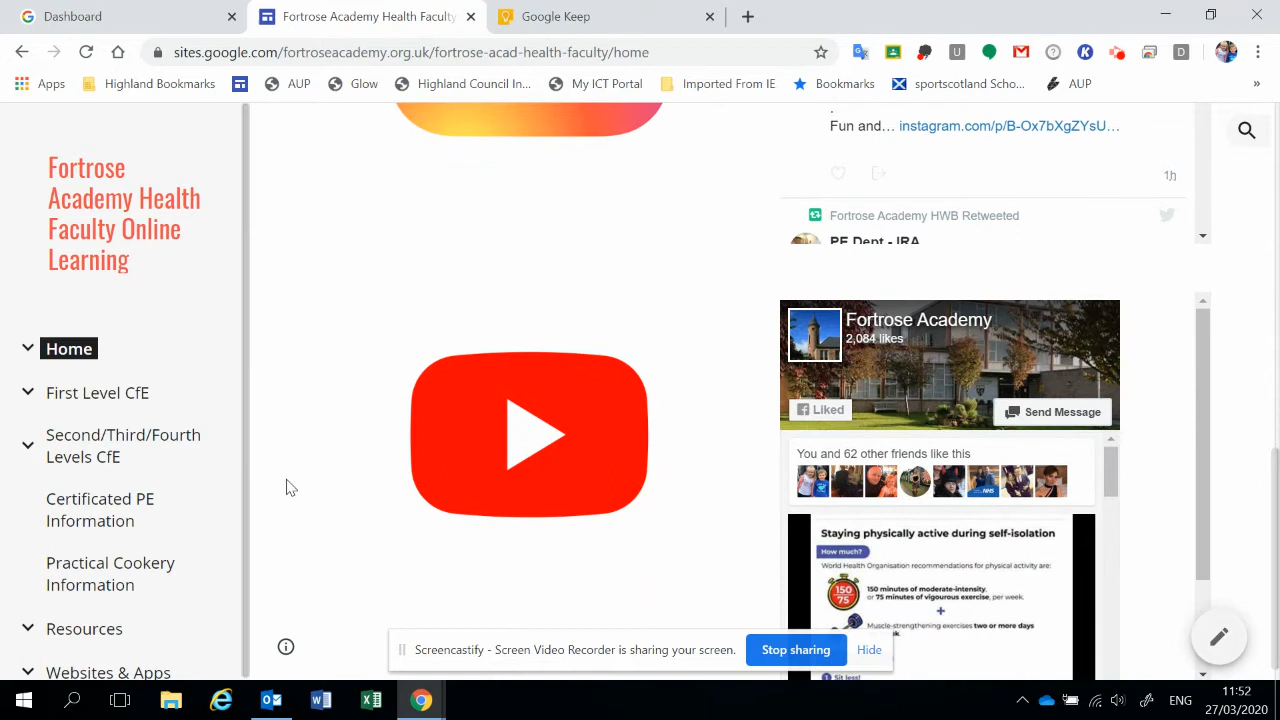 Dashboard
Fortrose Academy Health Facu
Google Keep
sites.google.com/fortroseacademy.org.uk/fortrose-acad-health-faculty/home
Apps
Highland Bookmarks
AUP
Glow
Highland Council In...
My ICT Portal
Imported From IE
Bookmarks
sportscotland Scho...
AUP
»
Fortrose
Academy Health
Faculty Online
Learning
Home
First Level CfE
Second/Third/Fourth
Levels CfE
Certificated PE
Information
Practical Cookery
Information
Resources
.
Fun and… instagram.com/p/B-Ox7bXgZYsU…
1h
Fortrose Academy HWB Retweeted
PE Dept - IRA
Fortrose Academy
2,084 likes
Liked
Send Message
You and 62 other friends like this
NHS
Staying physically active during self-isolation
How much?
World Health Organisation recommendations for physical activity are:
150
75
150 minutes of moderate-intensity,
or 75 minutes of vigorous exercise, per week.
+
Muscle-strengthening exercises two or more days
Sit less!
Screencastify - Screen Video Recorder is sharing your screen.
Stop sharing
Hide
ENG
11:52
27/03/2020